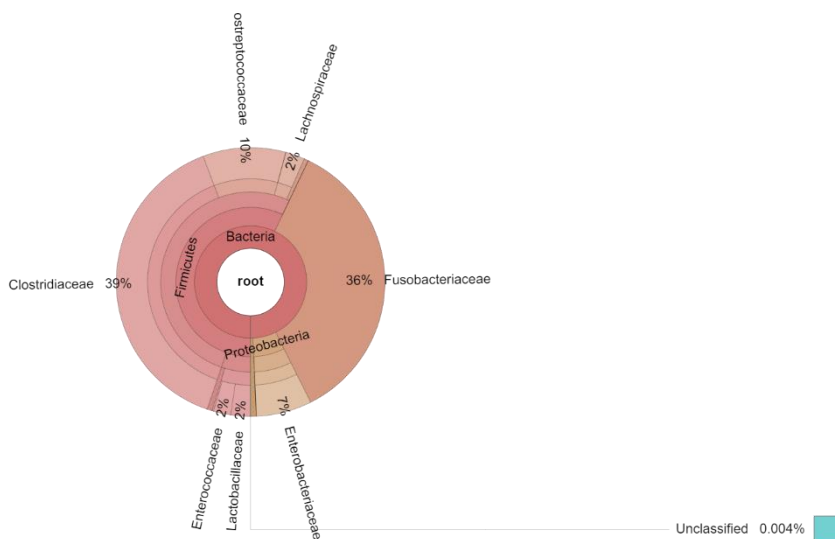 ostreptococcaceae
10%
Lachnospiraceae
2%
Bacteria
Firmicutes
root
Clostridiaceae 39%
36% Fusobacteriaceae
Proteobacteria
2%
Enterococcaceae
2%
Lactobacillaceae
7%
Enterobacteriaceae
Unclassified 0.004%